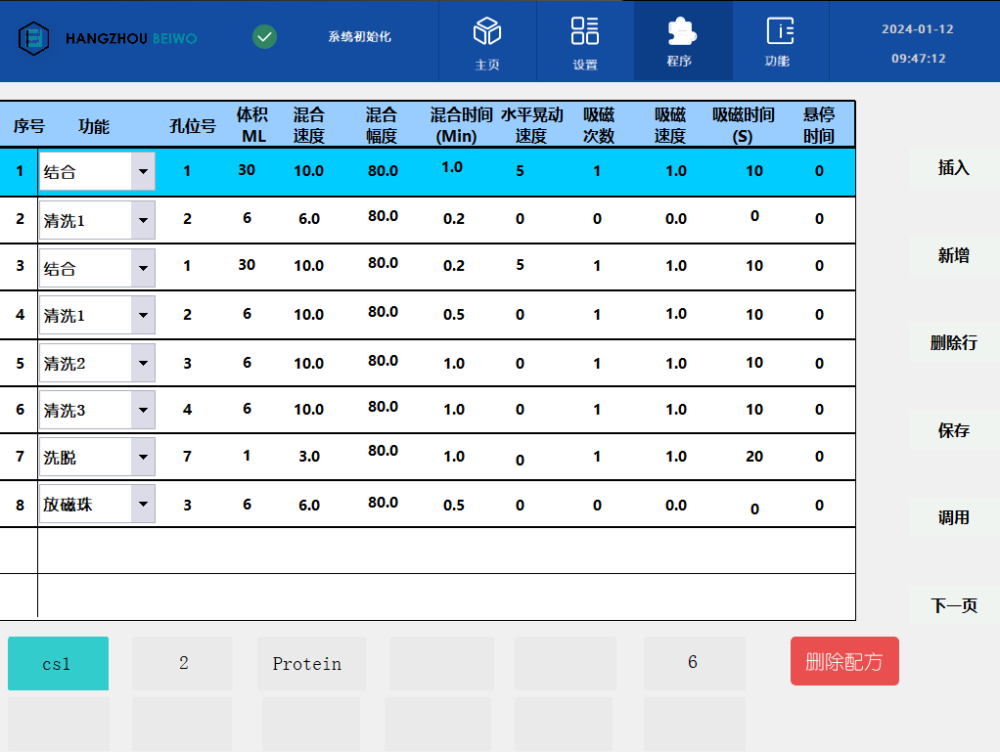 HANGZHOU BEIWO
系统初始化
主页
设置
程序
功能
2024-01-12
09:47:12
序号 功能 孔位号 体积 ML 混合 速度 混合 幅度 混合时间 (Min) 水平晃动 速度 吸磁 次数 吸磁 速度 吸磁时间 (S) 悬停 时间
1 结合 1 30 10.0 80.0 1.0 5 1 1.0 10 0
2 清洗1 2 6 6.0 80.0 0.2 0 0 0.0 0 0
3 结合 1 30 10.0 80.0 0.2 5 1 1.0 10 0
4 清洗1 2 6 10.0 80.0 0.5 0 1 1.0 10 0
5 清洗2 3 6 10.0 80.0 1.0 0 1 1.0 10 0
6 清洗3 4 6 10.0 80.0 1.0 0 1 1.0 10 0
7 洗脱 7 1 3.0 80.0 1.0 0 1 1.0 20 0
8 放磁珠 3 6 6.0 80.0 0.5 0 0 0.0 0 0
插入
新增
删除行
保存
调用
下一页
csl 2 Protein 6 删除配方